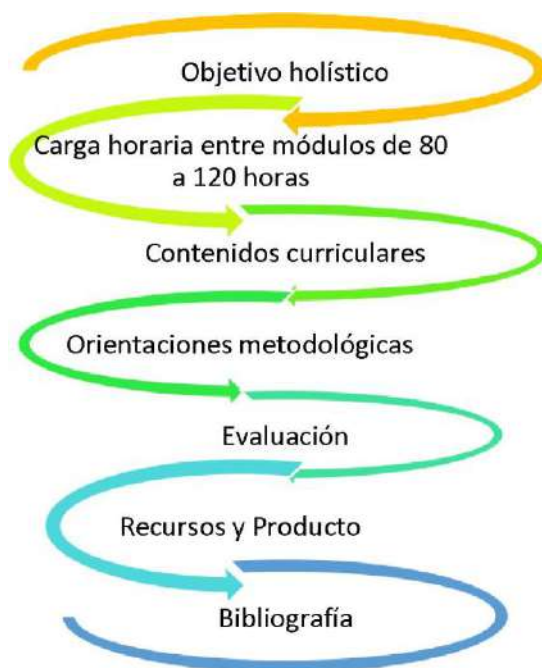 Objetivo holístico
Carga horaria entre módulos de 80
a 120 horas
Contenidos curriculares
Orientaciones metodológicas
Evaluación
Recursos y Producto
Bibliografía